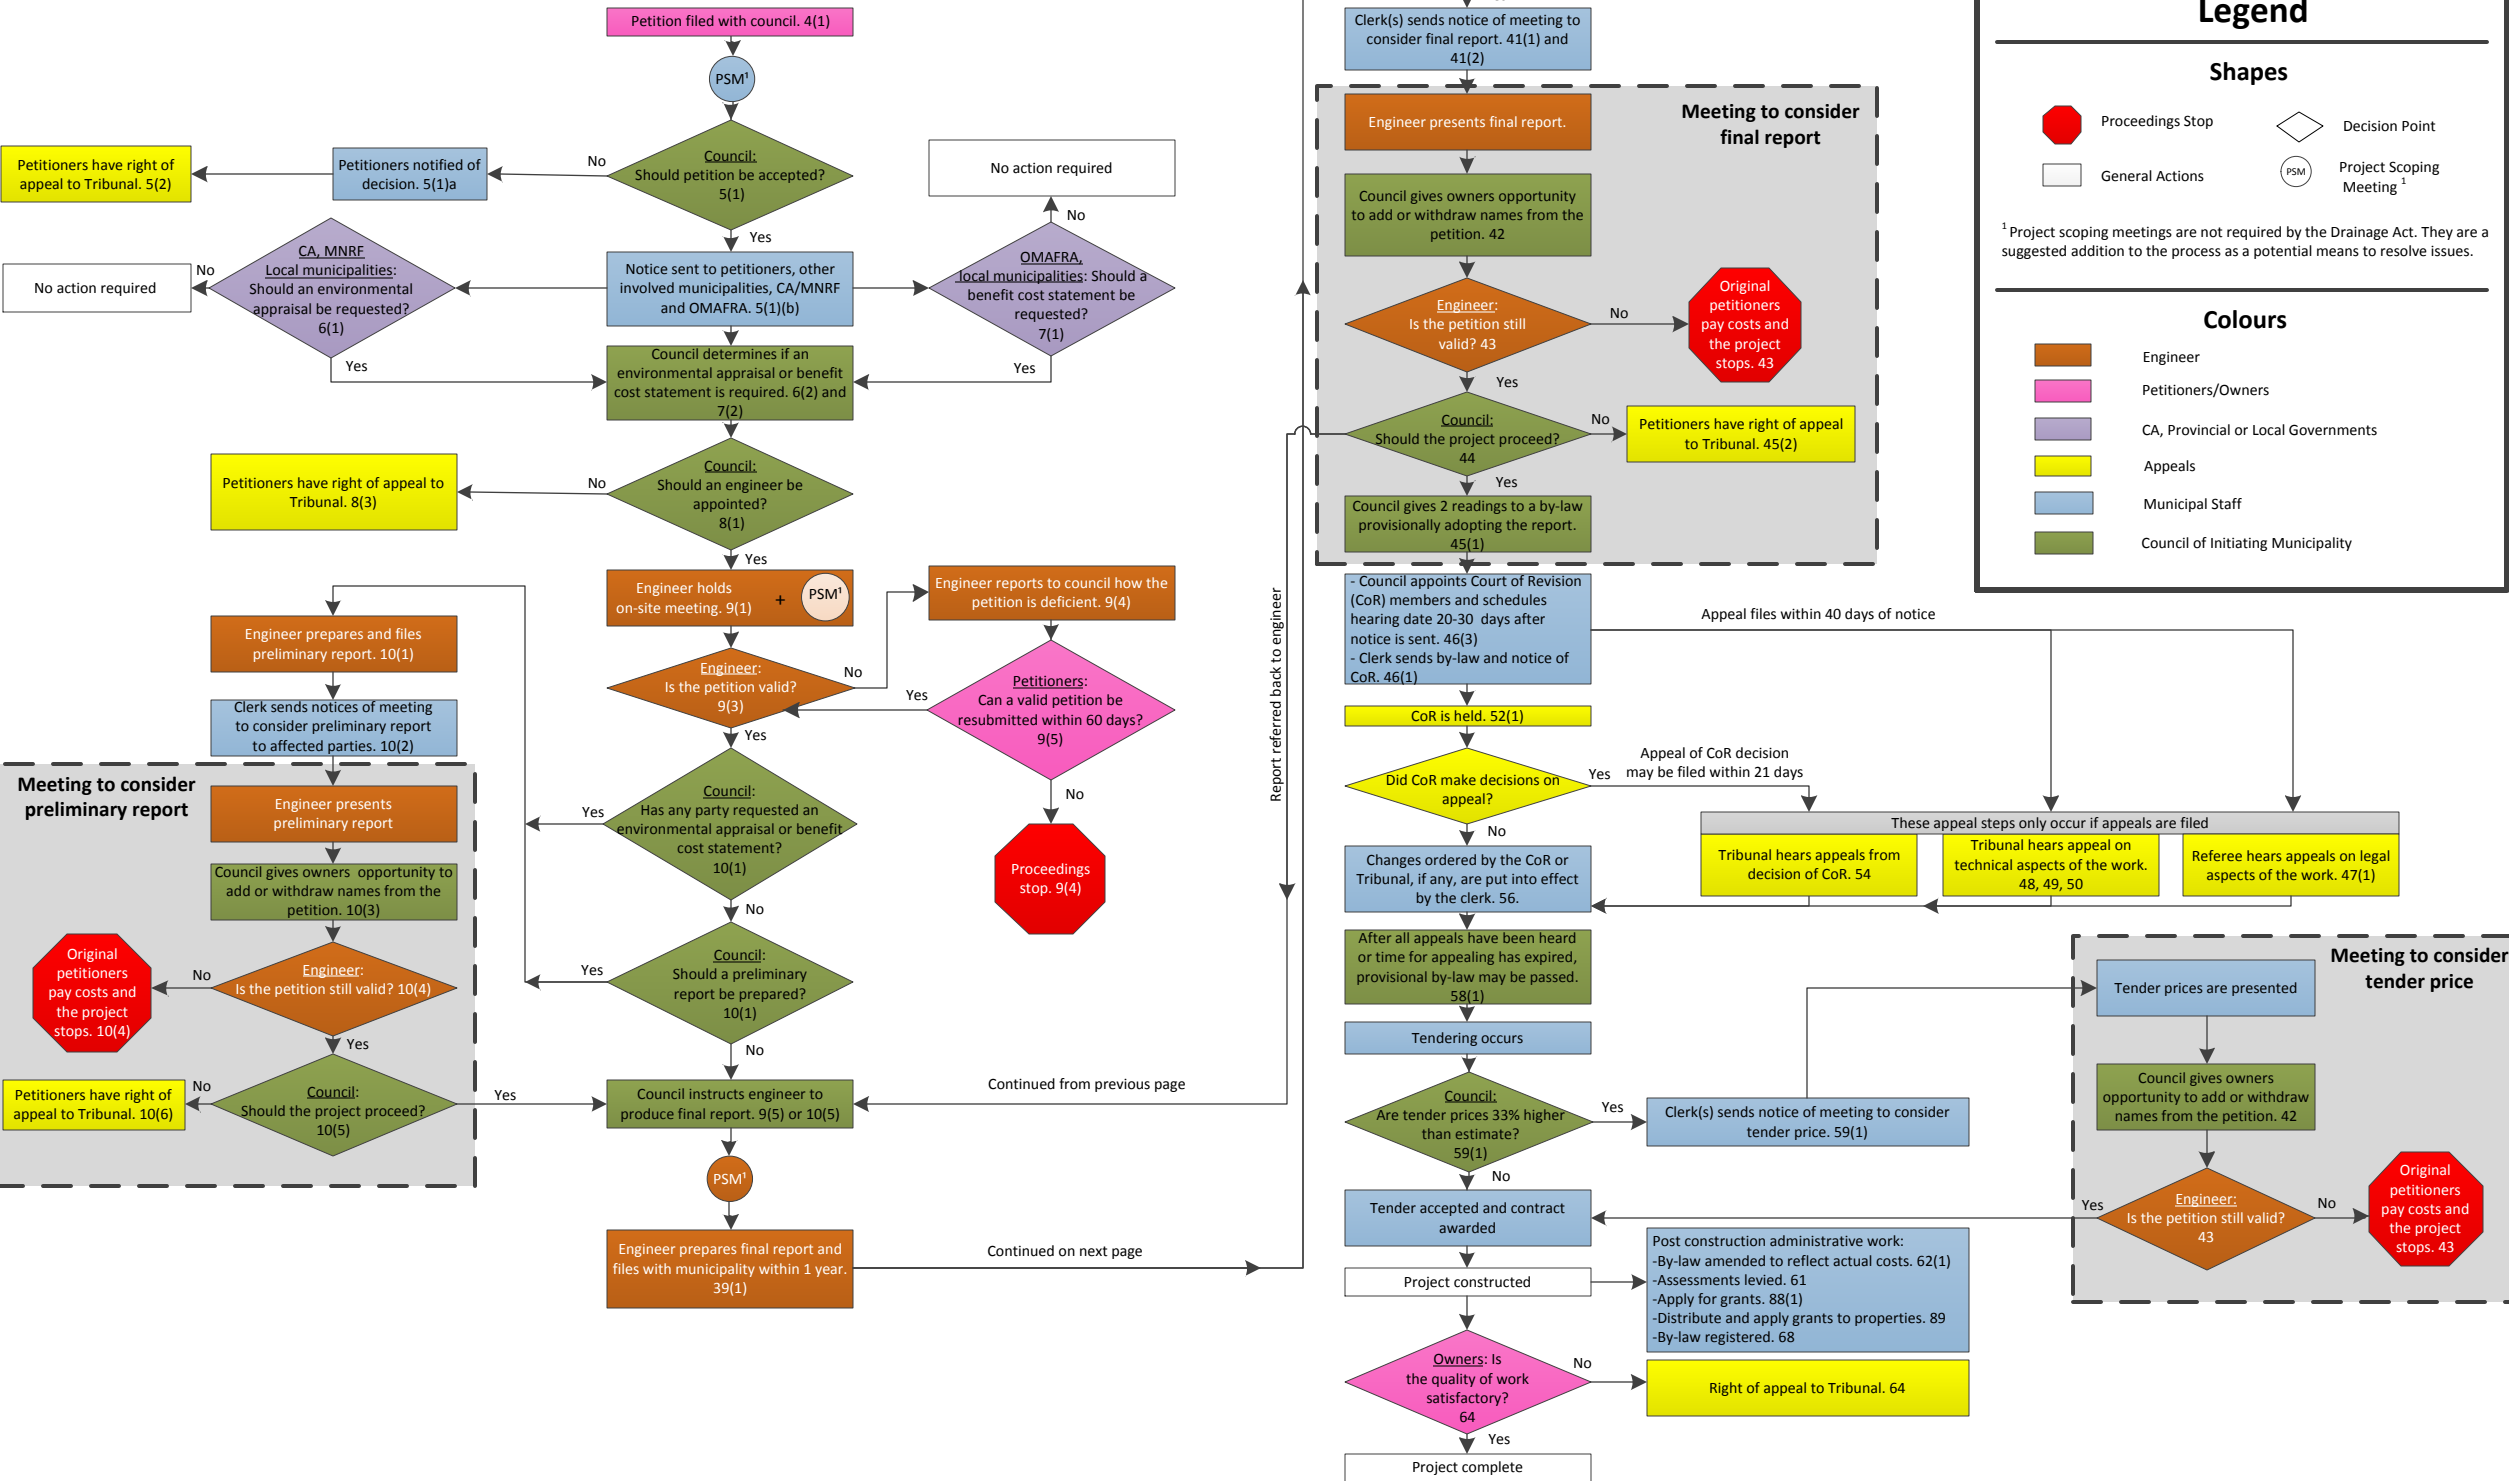 Petition filed with council. 4(1)
PSM¹
Council:
Should petition be accepted?
5(1)
No
Petitioners notified of
decision. 5(1)a
Petitioners have right of
appeal to Tribunal. 5(2)
Yes
Notice sent to petitioners, other
involved municipalities, CA/MNRF
and OMAFRA. 5(1)(b)
CA, MNRF
Local municipalities:
Should an environmental
appraisal be requested?
6(1)
No
No action required
Yes
OMAFRA,
local municipalities: Should a
benefit cost statement be
requested?
7(1)
No
No action required
Yes
Council determines if an
environmental appraisal or benefit
cost statement is required. 6(2) and
7(2)
Council:
Should an engineer be
appointed?
8(1)
No
Petitioners have right of appeal to
Tribunal. 8(3)
Yes
Engineer holds
on-site meeting. 9(1)
+
PSM¹
Engineer:
Is the petition valid?
9(3)
No
Engineer reports to council how the
petition is deficient. 9(4)
Petitioners:
Can a valid petition be
resubmitted within 60 days?
9(5)
Yes
No
Proceedings
stop. 9(4)
Yes
Council:
Has any party requested an
environmental appraisal or benefit
cost statement?
10(1)
Yes
No
Council:
Should a preliminary
report be prepared?
10(1)
Yes
No
Engineer prepares and files
preliminary report. 10(1)
Clerk sends notices of meeting
to consider preliminary report
to affected parties. 10(2)
Meeting to consider
preliminary report
Engineer presents
preliminary report
Council gives owners opportunity to
add or withdraw names from the
petition. 10(3)
Engineer:
Is the petition still valid? 10(4)
No
Original
petitioners
pay costs and
the project
stops. 10(4)
Yes
Council:
Should the project proceed?
10(5)
No
Petitioners have right of
appeal to Tribunal. 10(6)
Yes
Council instructs engineer to
produce final report. 9(5) or 10(5)
Continued from previous page
PSM¹
Engineer prepares final report and
files with municipality within 1 year.
39(1)
Continued on next page
Report referred back to engineer
Clerk(s) sends notice of meeting to
consider final report. 41(1) and
41(2)
Meeting to consider
final report
Engineer presents final report.
Council gives owners opportunity
to add or withdraw names from the
petition. 42
Engineer:
Is the petition still
valid? 43
No
Original
petitioners
pay costs and
the project
stops. 43
Yes
Council:
Should the project proceed?
44
No
Petitioners have right of appeal
to Tribunal. 45(2)
Yes
Council gives 2 readings to a by-law
provisionally adopting the report.
45(1)
- Council appoints Court of Revision
(CoR) members and schedules
hearing date 20-30 days after
notice is sent. 46(3)
- Clerk sends by-law and notice of
CoR. 46(1)
Appeal files within 40 days of notice
CoR is held. 52(1)
Did CoR make decisions on
appeal?
Yes
Appeal of CoR decision
may be filed within 21 days
No
These appeal steps only occur if appeals are filed
Tribunal hears appeals from
decision of CoR. 54
Tribunal hears appeal on
technical aspects of the work.
48, 49, 50
Referee hears appeals on legal
aspects of the work. 47(1)
Changes ordered by the CoR or
Tribunal, if any, are put into effect
by the clerk. 56.
After all appeals have been heard
or time for appealing has expired,
provisional by-law may be passed.
58(1)
Tendering occurs
Council:
Are tender prices 33% higher
than estimate?
59(1)
Yes
Clerk(s) sends notice of meeting to consider
tender price. 59(1)
No
Meeting to consider
tender price
Tender prices are presented
Council gives owners
opportunity to add or withdraw
names from the petition. 42
Engineer:
Is the petition still valid?
43
Yes
No
Original
petitioners
pay costs and
the project
stops. 43
Tender accepted and contract
awarded
Project constructed
Post construction administrative work:
-By-law amended to reflect actual costs. 62(1)
-Assessments levied. 61
-Apply for grants. 88(1)
-Distribute and apply grants to properties. 89
-By-law registered. 68
Owners: Is
the quality of work
satisfactory?
64
No
Right of appeal to Tribunal. 64
Yes
Project complete
Legend
Shapes
Proceedings Stop
Decision Point
General Actions
PSM
Project Scoping
Meeting ¹
¹ Project scoping meetings are not required by the Drainage Act. They are a
suggested addition to the process as a potential means to resolve issues.
Colours
Engineer
Petitioners/Owners
CA, Provincial or Local Governments
Appeals
Municipal Staff
Council of Initiating Municipality